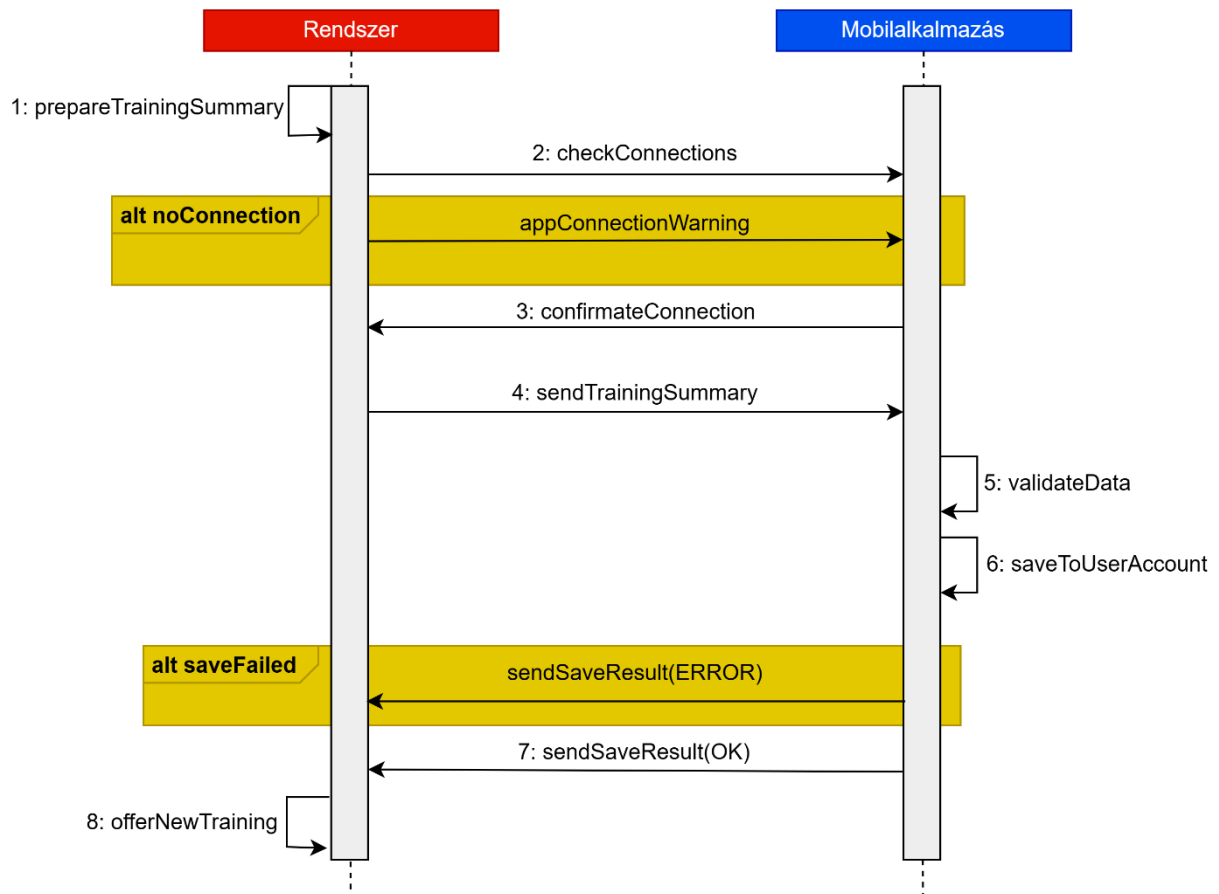 Rendszer
Mobilalkalmazás
1: prepareTrainingSummary
2: checkConnections
alt noConnection
appConnectionWarning
3: confirmateConnection
4: sendTrainingSummary
5: validateData
6: saveToUserAccount
alt saveFailed
sendSaveResult(ERROR)
7: sendSaveResult(OK)
8: offerNewTraining